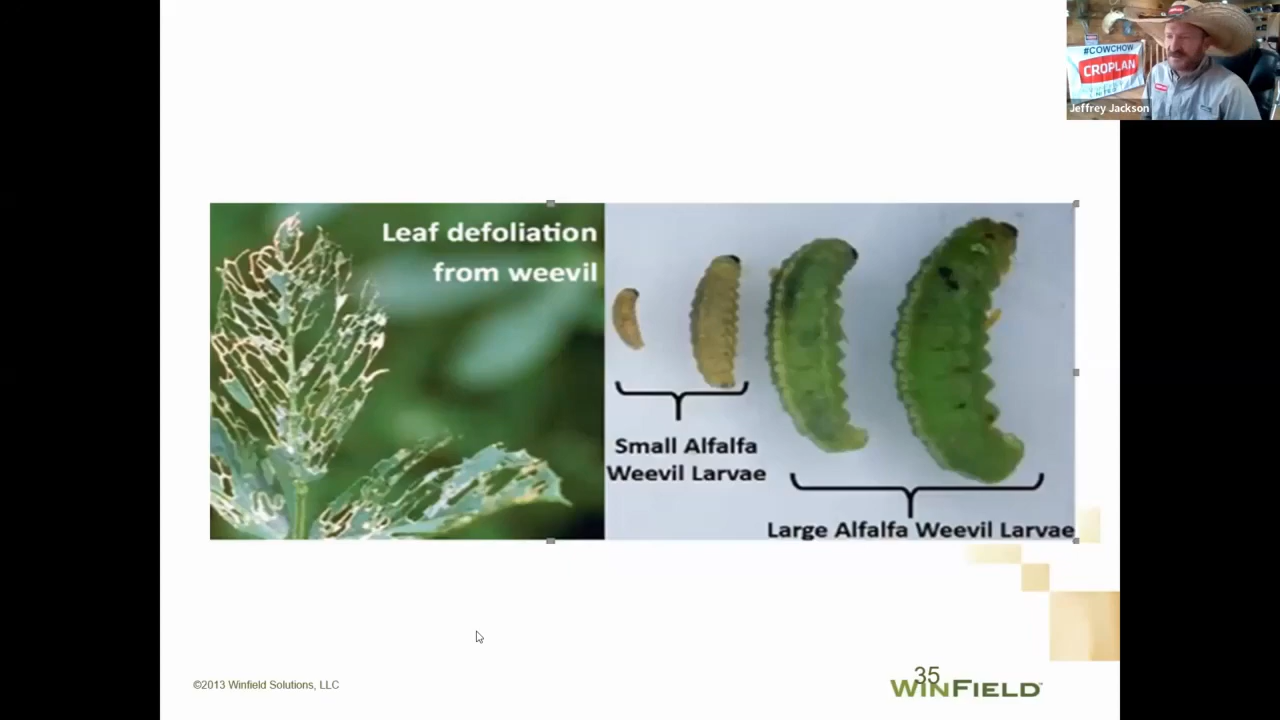 #COWCHOW
CROPLAN
Jeffrey Jackson
Leaf defoliation
from weevil
Small Alfalfa
Weevil Larvae
Large Alfalfa Weevil Larvae
©2013 Winfield Solutions, LLC
35
WINFIELD